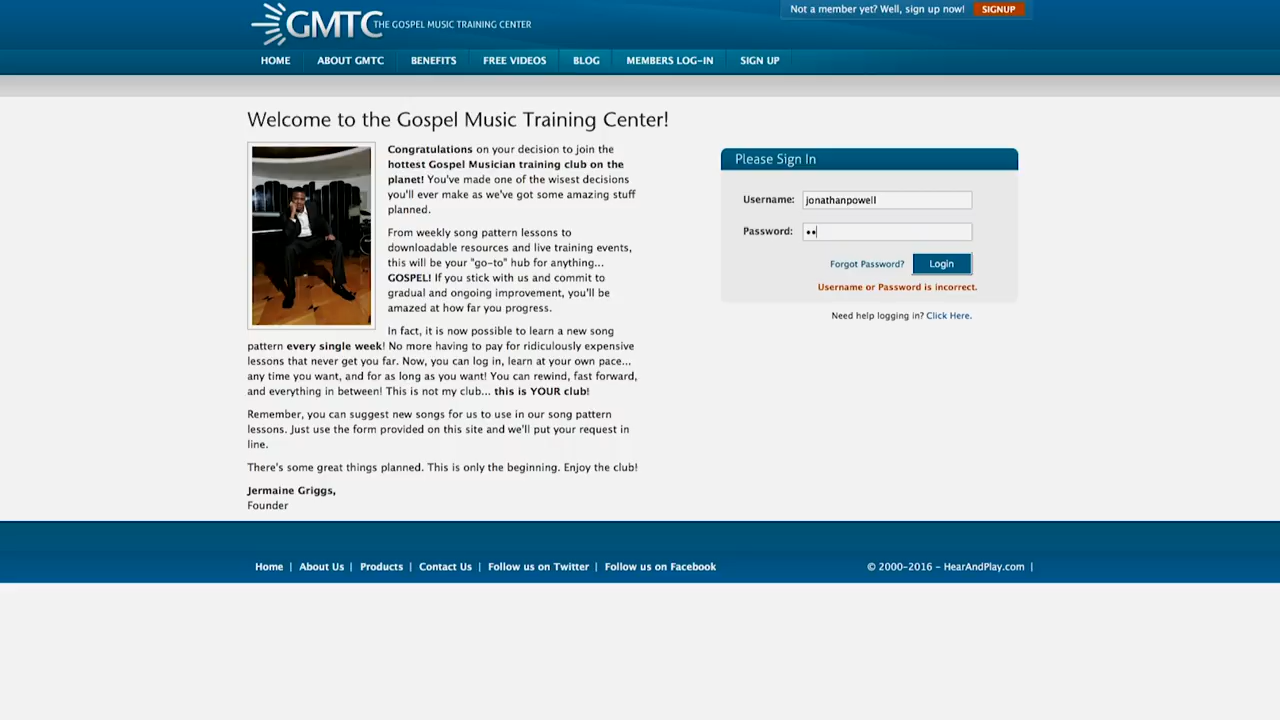 GMTC THE GOSPEL MUSIC TRAINING CENTER
Not a member yet? Well, sign up now! SIGNUP
HOME ABOUT GMTC BENEFITS FREE VIDEOS BLOG MEMBERS LOG-IN SIGN UP
Welcome to the Gospel Music Training Center!
Congratulations on your decision to join the
hottest Gospel Musician training club on the
planet! You've made one of the wisest decisions
you'll ever make as we've got some amazing stuff
planned.
From weekly song pattern lessons to
downloadable resources and live training events,
this will be your "go-to" hub for anything...
GOSPEL! If you stick with us and commit to
gradual and ongoing improvement, you'll be
amazed at how far you progress.
In fact, it is now possible to learn a new song
pattern every single week! No more having to pay for ridiculously expensive
lessons that never get you far. Now, you can log in, learn at your own pace...
any time you want, and for as long as you want! You can rewind, fast forward,
and everything in between! This is not my club... this is YOUR club!
Remember, you can suggest new songs for us to use in our song pattern
lessons. Just use the form provided on this site and we'll put your request in
line.
There's some great things planned. This is only the beginning. Enjoy the club!
Jermaine Griggs,
Founder
Please Sign In
Username: jonathanpowell
Password: ••
Forgot Password? Login
Username or Password is incorrect.
Need help logging in? Click Here.
Home | About Us | Products | Contact Us | Follow us on Twitter | Follow us on Facebook
© 2000-2016 - HearAndPlay.com |